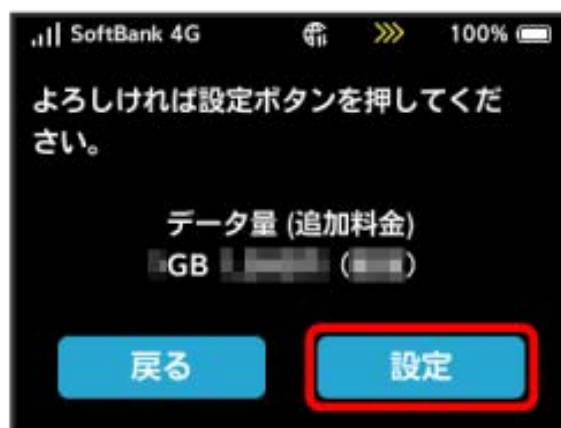 SoftBank 4G 100%
よろしければ設定ボタンを押してくだ
さい。
データ量 (追加料金)
GB ( )
戻る 設定